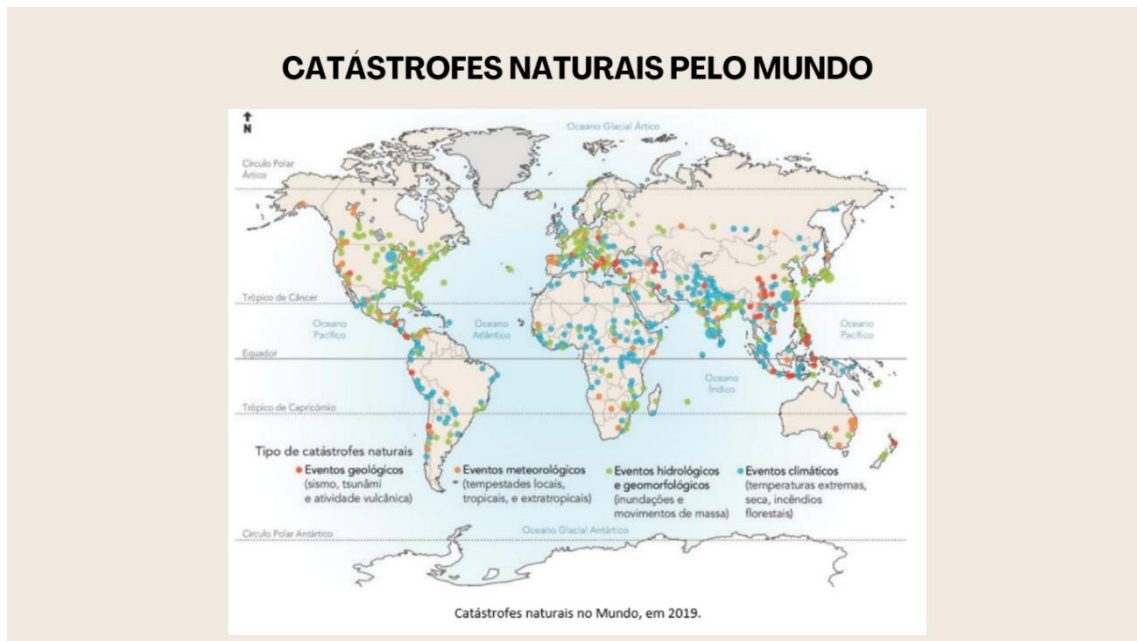 CATÁSTROFES NATURAIS PELO MUNDO
N
Oceano Glacial Ártico
Círculo Polar
Ártico
Trópico de Câncer
Oceano
Pacífico
Oceano
Atlântico
Oceano
Pacífico
Equador
Oceano
Índico
Trópico de Capricórnio
Tipo de catástrofes naturais
Eventos geológicos
(sismo, tsunâmi
e atividade vulcânica)
Eventos meteorológicos
(tempestades locais,
tropicais, e extratropicais)
Eventos hidrológicos
e geomorfológicos
(inundações e
movimentos de massa)
Eventos climáticos
(temperaturas extremas,
seca, incêndios
florestais)
Círculo Polar Antártico
Oceano Glacial Antártico
Catástrofes naturais no Mundo, em 2019.